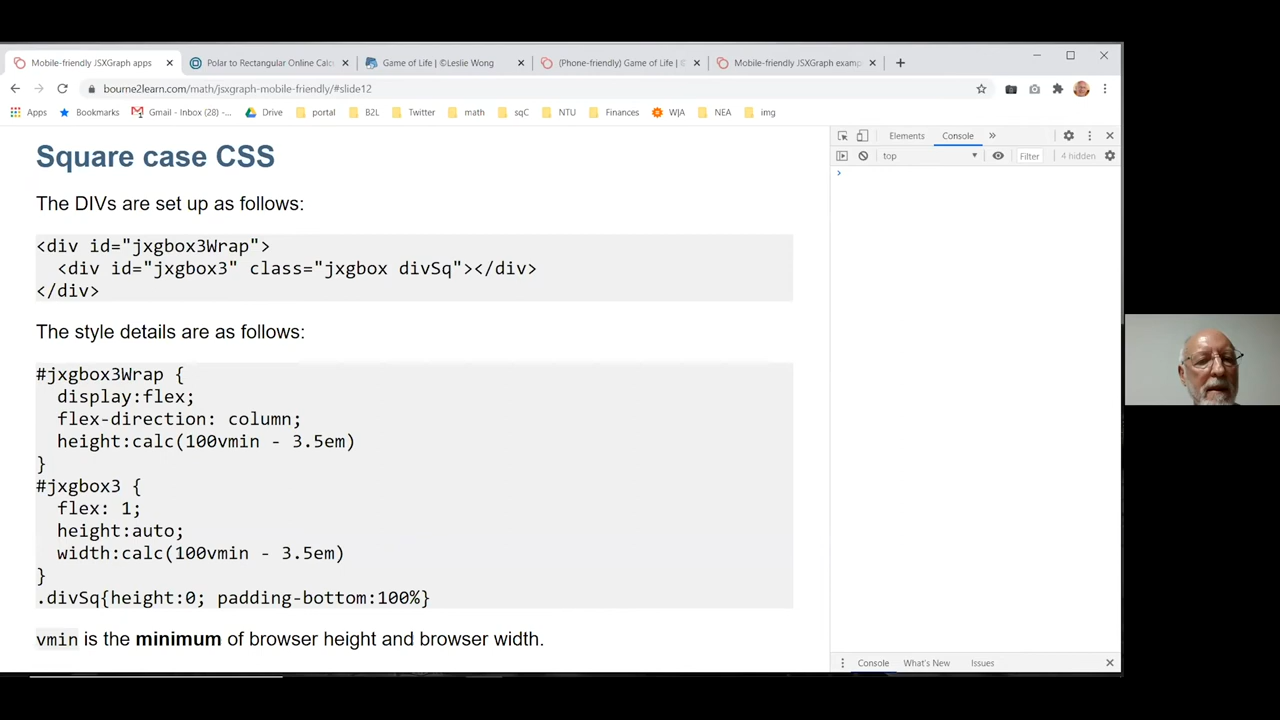 Mobile-friendly JSXGraph apps
Polar to Rectangular Online Calc
Game of Life | ©Leslie Wong
(Phone-friendly) Game of Life | ©
Mobile-friendly JSXGraph examp
bourne2learn.com/math/jsxgraph-mobile-friendly/#slide12
Apps Bookmarks Gmail - Inbox (28) -... Drive portal B2L Twitter math sqC NTU Finances WJA NEA img
Elements Console »
top Filter 4 hidden
›
Square case CSS
The DIVs are set up as follows:
<div id="jxgbox3Wrap">
<div id="jxgbox3" class="jxgbox divSq"></div>
</div>
The style details are as follows:
#jxgbox3Wrap {
display:flex;
flex-direction: column;
height:calc(100vmin - 3.5em)
}
#jxgbox3 {
flex: 1;
height:auto;
width:calc(100vmin - 3.5em)
}
.divSq{height:0; padding-bottom:100%}
vmin is the minimum of browser height and browser width.
Console What's New Issues